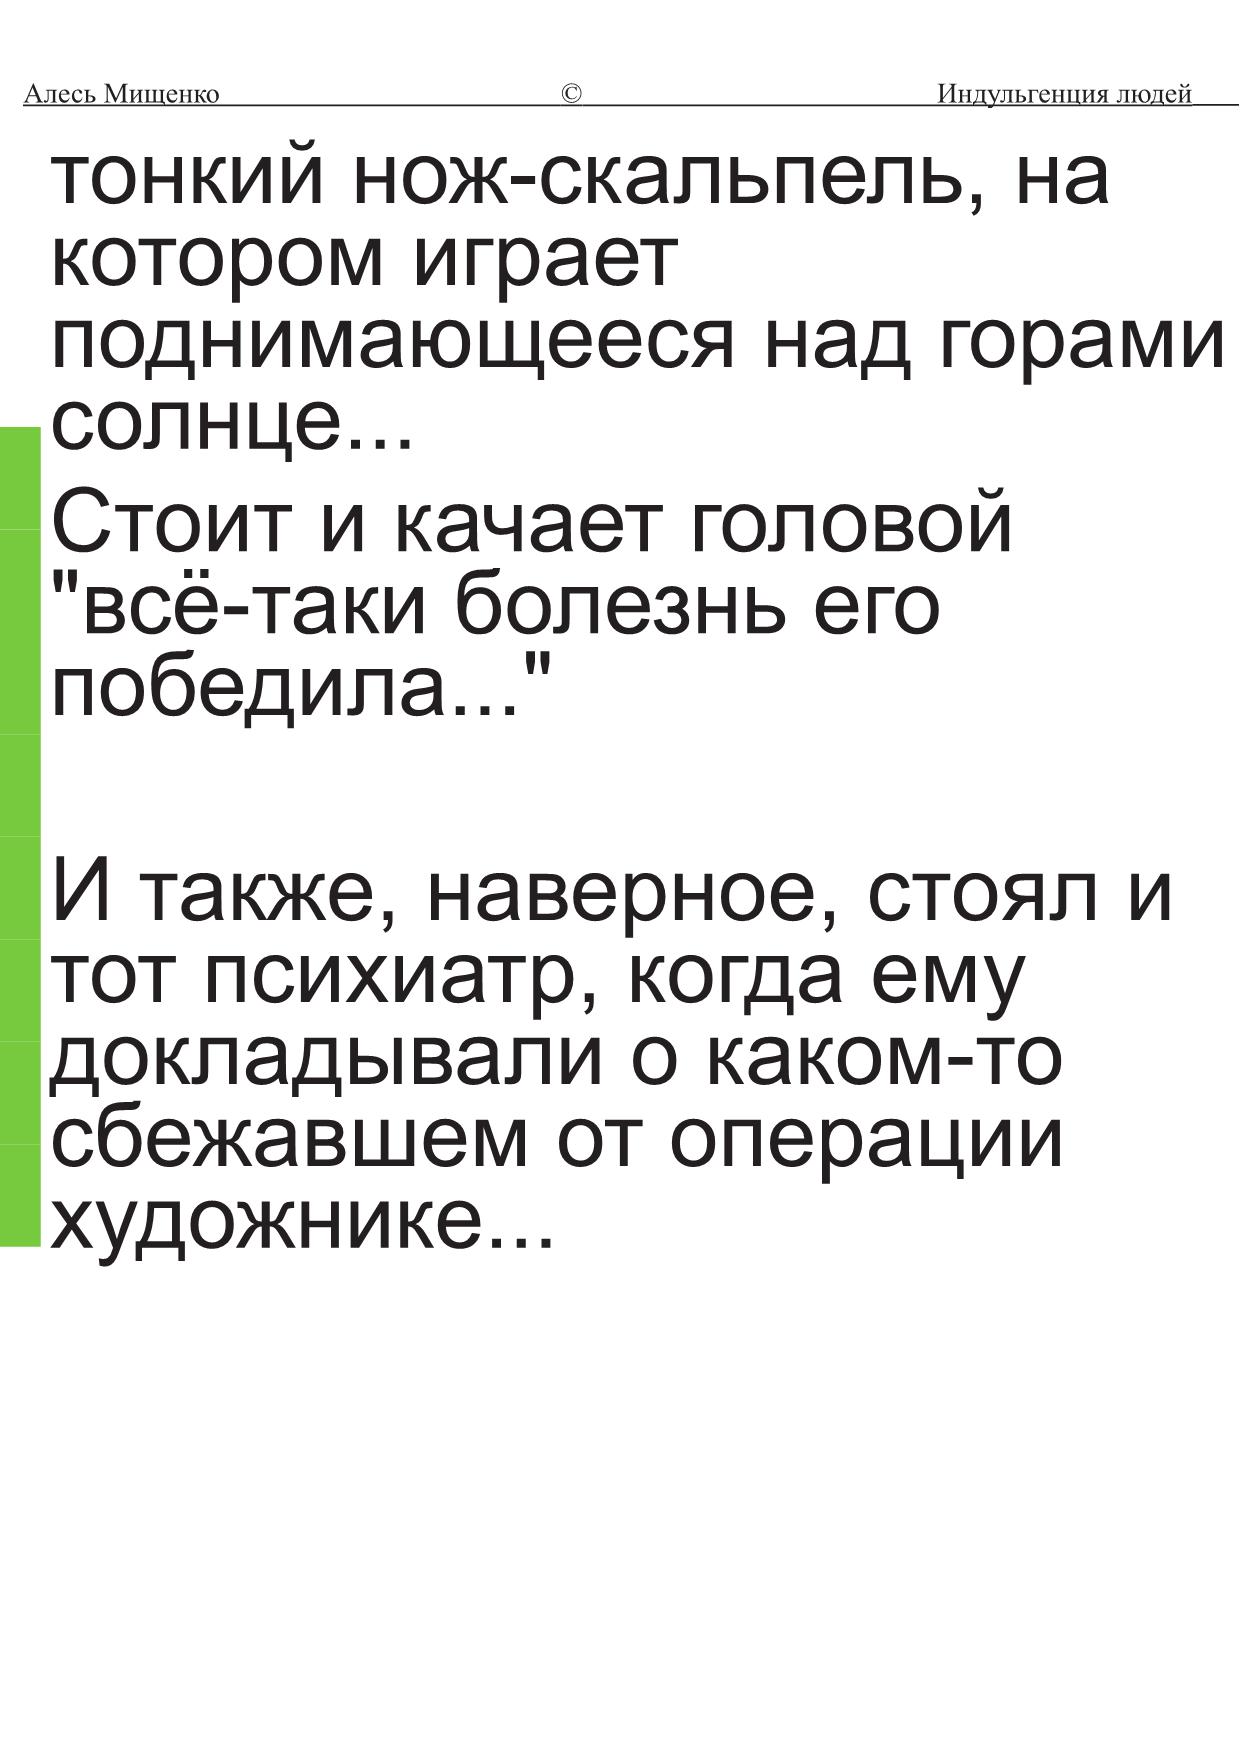 Алесь Мищенко © Индульгенция людей
тонкий нож-скальпель, на
котором играет
поднимающееся над горами
солнце...
Стоит и качает головой
"всё-таки болезнь его
победила..."
И также, наверное, стоял и
тот психиатр, когда ему
докладывали о каком-то
сбежавшем от операции
художнике...